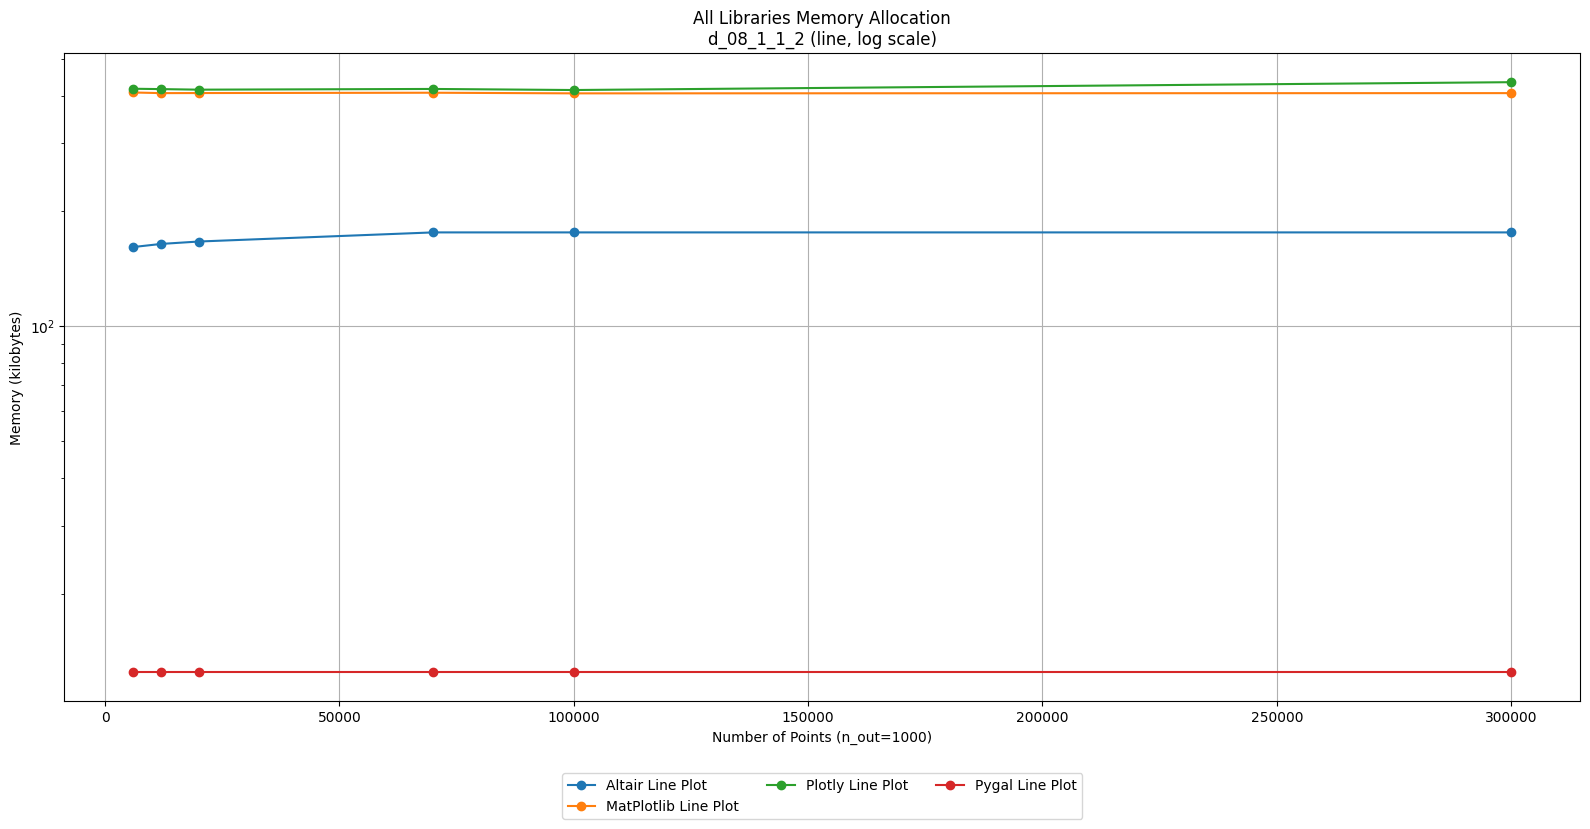 All Libraries Memory Allocation
d_08_1_1_2 (line, log scale)
Memory (kilobytes)
10²
0 50000 100000 150000 200000 250000 300000
Number of Points (n_out=1000)
Altair Line Plot Plotly Line Plot Pygal Line Plot
MatPlotlib Line Plot